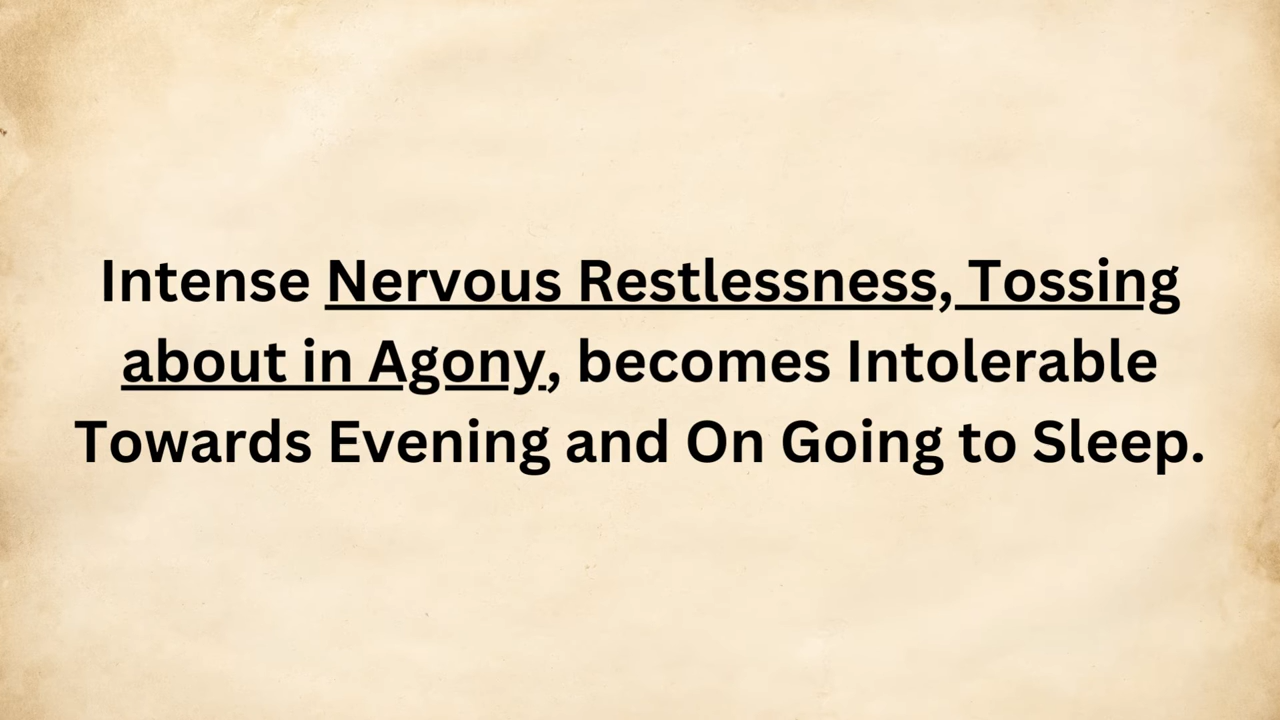 Intense Nervous Restlessness, Tossing
about in Agony, becomes Intolerable
Towards Evening and On Going to Sleep.